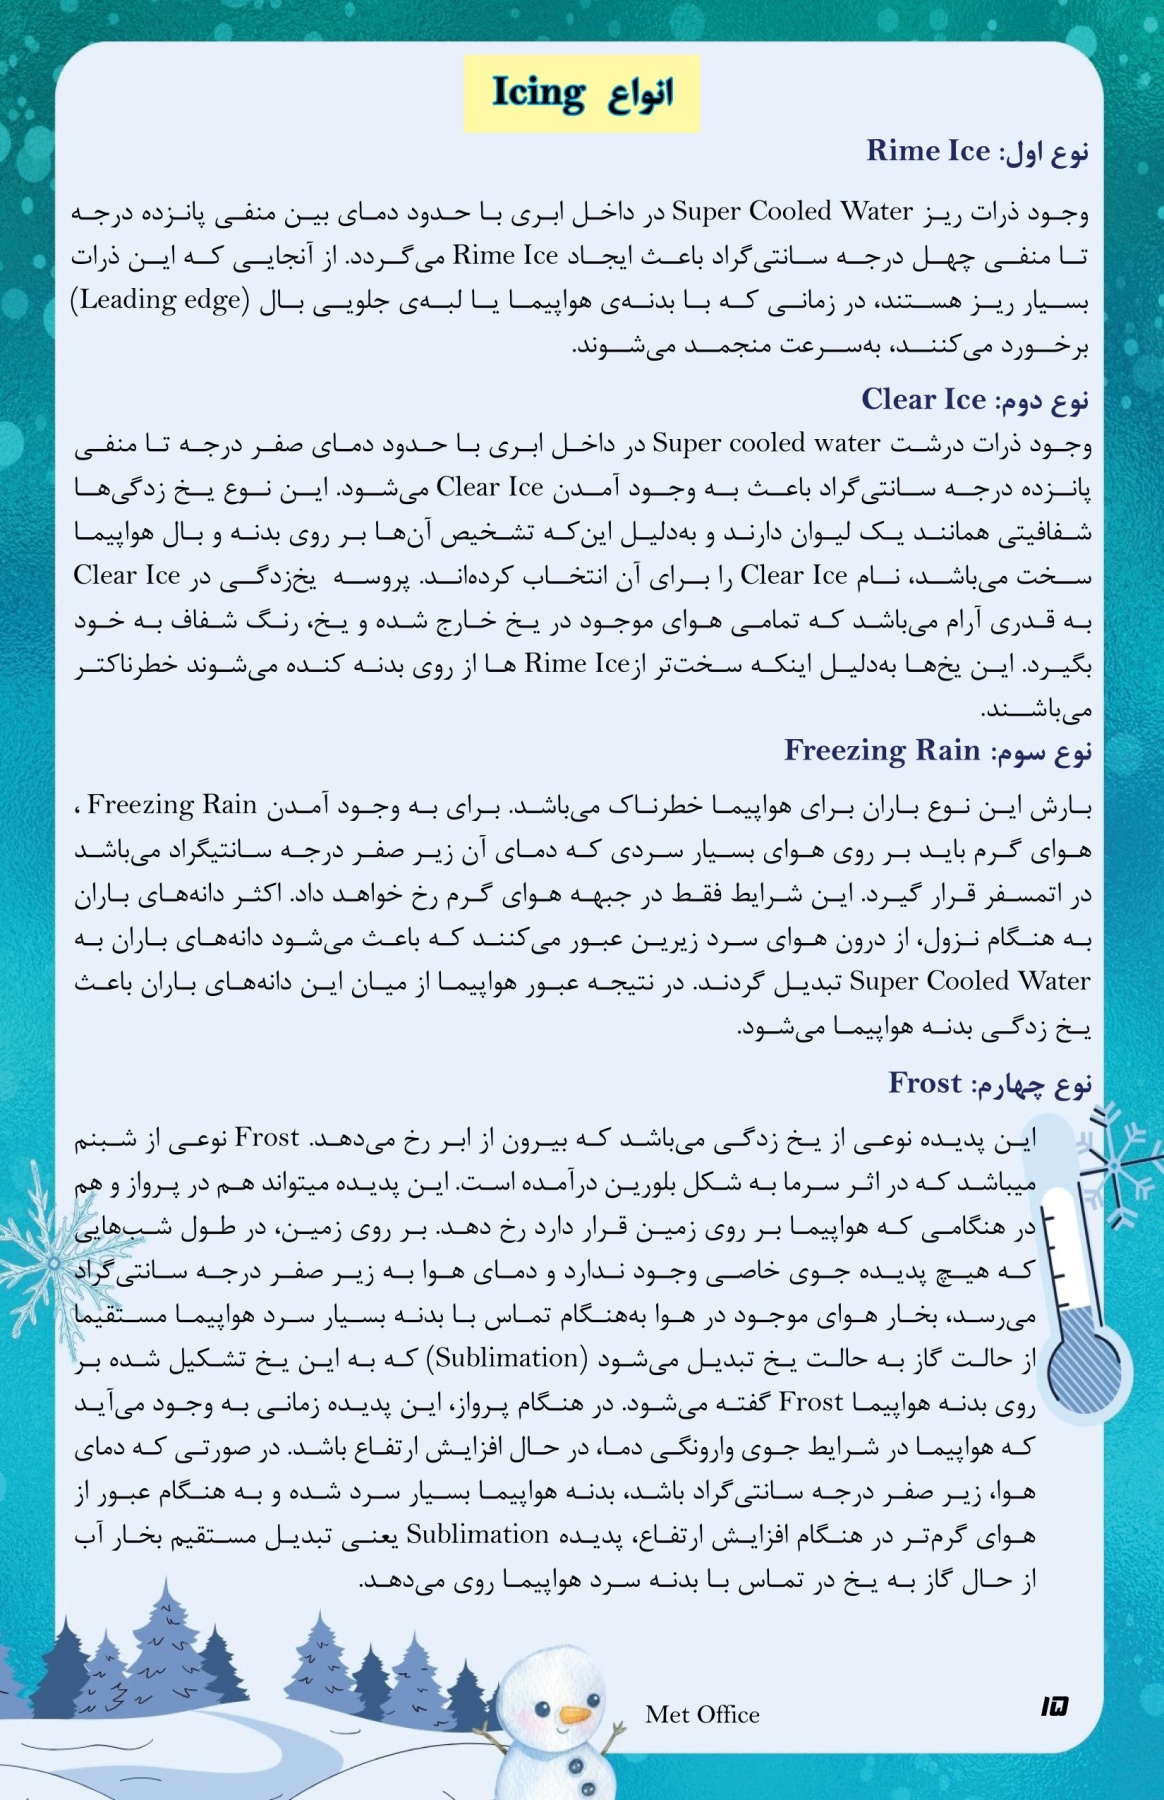 انواع Icing
نوع اول: Rime Ice
وجود ذرات ریز Super Cooled Water در داخل ابری با حدود دمای بین منفی پانزده درجه
تا منفی چهل درجه سانتی‌گراد باعث ایجاد Rime Ice می‌گردد. از آنجایی که این ذرات
بسیار ریز هستند، در زمانی که با بدنه‌ی هواپیما یا لبه‌ی جلویی بال (Leading edge)
برخورد می‌کنند، به‌سرعت منجمد می‌شوند.
نوع دوم: Clear Ice
وجود ذرات درشت Super cooled water در داخل ابری با حدود دمای صفر درجه تا منفی
پانزده درجه سانتی‌گراد باعث به وجود آمدن Clear Ice می‌شود. این نوع یخ زدگی‌ها
شفافیتی همانند یک لیوان دارند و به‌دلیل این‌که تشخیص آن‌ها بر روی بدنه و بال هواپیما
سخت می‌باشد، نام Clear Ice را برای آن انتخاب کرده‌اند. پروسه یخ‌زدگی در Clear Ice
به قدری آرام می‌باشد که تمامی هوای موجود در یخ خارج شده و یخ، رنگ شفاف به خود
بگیرد. این یخ‌ها به‌دلیل اینکه سخت‌تر از Rime Ice ها از روی بدنه کنده می‌شوند خطرناکتر
می‌باشند.
نوع سوم: Freezing Rain
بارش این نوع باران برای هواپیما خطرناک می‌باشد. برای به وجود آمدن Freezing Rain ،
هوای گرم باید بر روی هوای بسیار سردی که دمای آن زیر صفر درجه سانتیگراد می‌باشد
در اتمسفر قرار گیرد. این شرایط فقط در جبهه هوای گرم رخ خواهد داد. اکثر دانه‌های باران
به هنگام نزول، از درون هوای سرد زیرین عبور می‌کنند که باعث می‌شود دانه‌های باران به
Super Cooled Water تبدیل گردند. در نتیجه عبور هواپیما از میان این دانه‌های باران باعث
یخ زدگی بدنه هواپیما می‌شود.
نوع چهارم: Frost
این پدیده نوعی از یخ زدگی می‌باشد که بیرون از ابر رخ می‌دهد. Frost نوعی از شبنم
میباشد که در اثر سرما به شکل بلورین درآمده است. این پدیده میتواند هم در پرواز و هم
در هنگامی که هواپیما بر روی زمین قرار دارد رخ دهد. بر روی زمین، در طول شب‌هایی
که هیچ پدیده جوی خاصی وجود ندارد و دمای هوا به زیر صفر درجه سانتی‌گراد
می‌رسد، بخار هوای موجود در هوا به‌هنگام تماس با بدنه بسیار سرد هواپیما مستقیما
از حالت گاز به حالت یخ تبدیل می‌شود (Sublimation) که به این یخ تشکیل شده بر
روی بدنه هواپیما Frost گفته می‌شود. در هنگام پرواز، این پدیده زمانی به وجود می‌آید
که هواپیما در شرایط جوی وارونگی دما، در حال افزایش ارتفاع باشد. در صورتی که دمای
هوا، زیر صفر درجه سانتی‌گراد باشد، بدنه هواپیما بسیار سرد شده و به هنگام عبور از
هوای گرم‌تر در هنگام افزایش ارتفاع، پدیده Sublimation یعنی تبدیل مستقیم بخار آب
از حال گاز به یخ در تماس با بدنه سرد هواپیما روی می‌دهد.
Met Office
۱۵